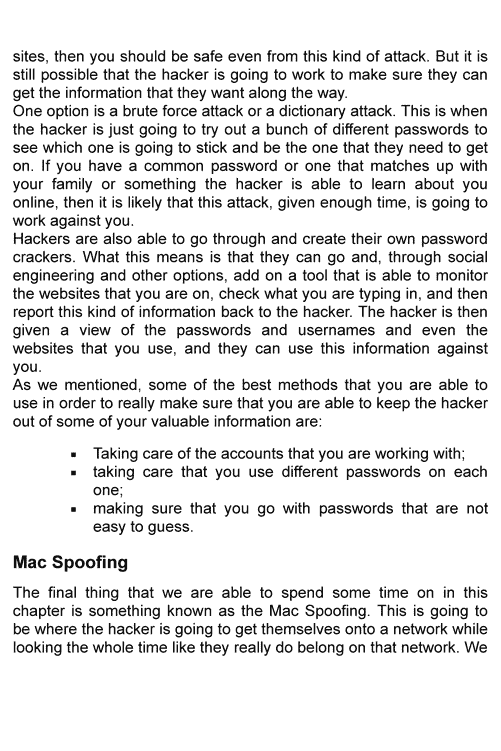 sites, then you should be safe even from this kind of attack. But it is
still possible that the hacker is going to work to make sure they can
get the information that they want along the way.
One option is a brute force attack or a dictionary attack. This is when
the hacker is just going to try out a bunch of different passwords to
see which one is going to stick and be the one that they need to get
on. If you have a common password or one that matches up with
your family or something the hacker is able to learn about you
online, then it is likely that this attack, given enough time, is going to
work against you.
Hackers are also able to go through and create their own password
crackers. What this means is that they can go and, through social
engineering and other options, add on a tool that is able to monitor
the websites that you are on, check what you are typing in, and then
report this kind of information back to the hacker. The hacker is then
given a view of the passwords and usernames and even the
websites that you use, and they can use this information against
you.
As we mentioned, some of the best methods that you are able to
use in order to really make sure that you are able to keep the hacker
out of some of your valuable information are:
▪ Taking care of the accounts that you are working with;
▪ taking care that you use different passwords on each
one;
▪ making sure that you go with passwords that are not
easy to guess.
Mac Spoofing
The final thing that we are able to spend some time on in this
chapter is something known as the Mac Spoofing. This is going to
be where the hacker is going to get themselves onto a network while
looking the whole time like they really do belong on that network. We